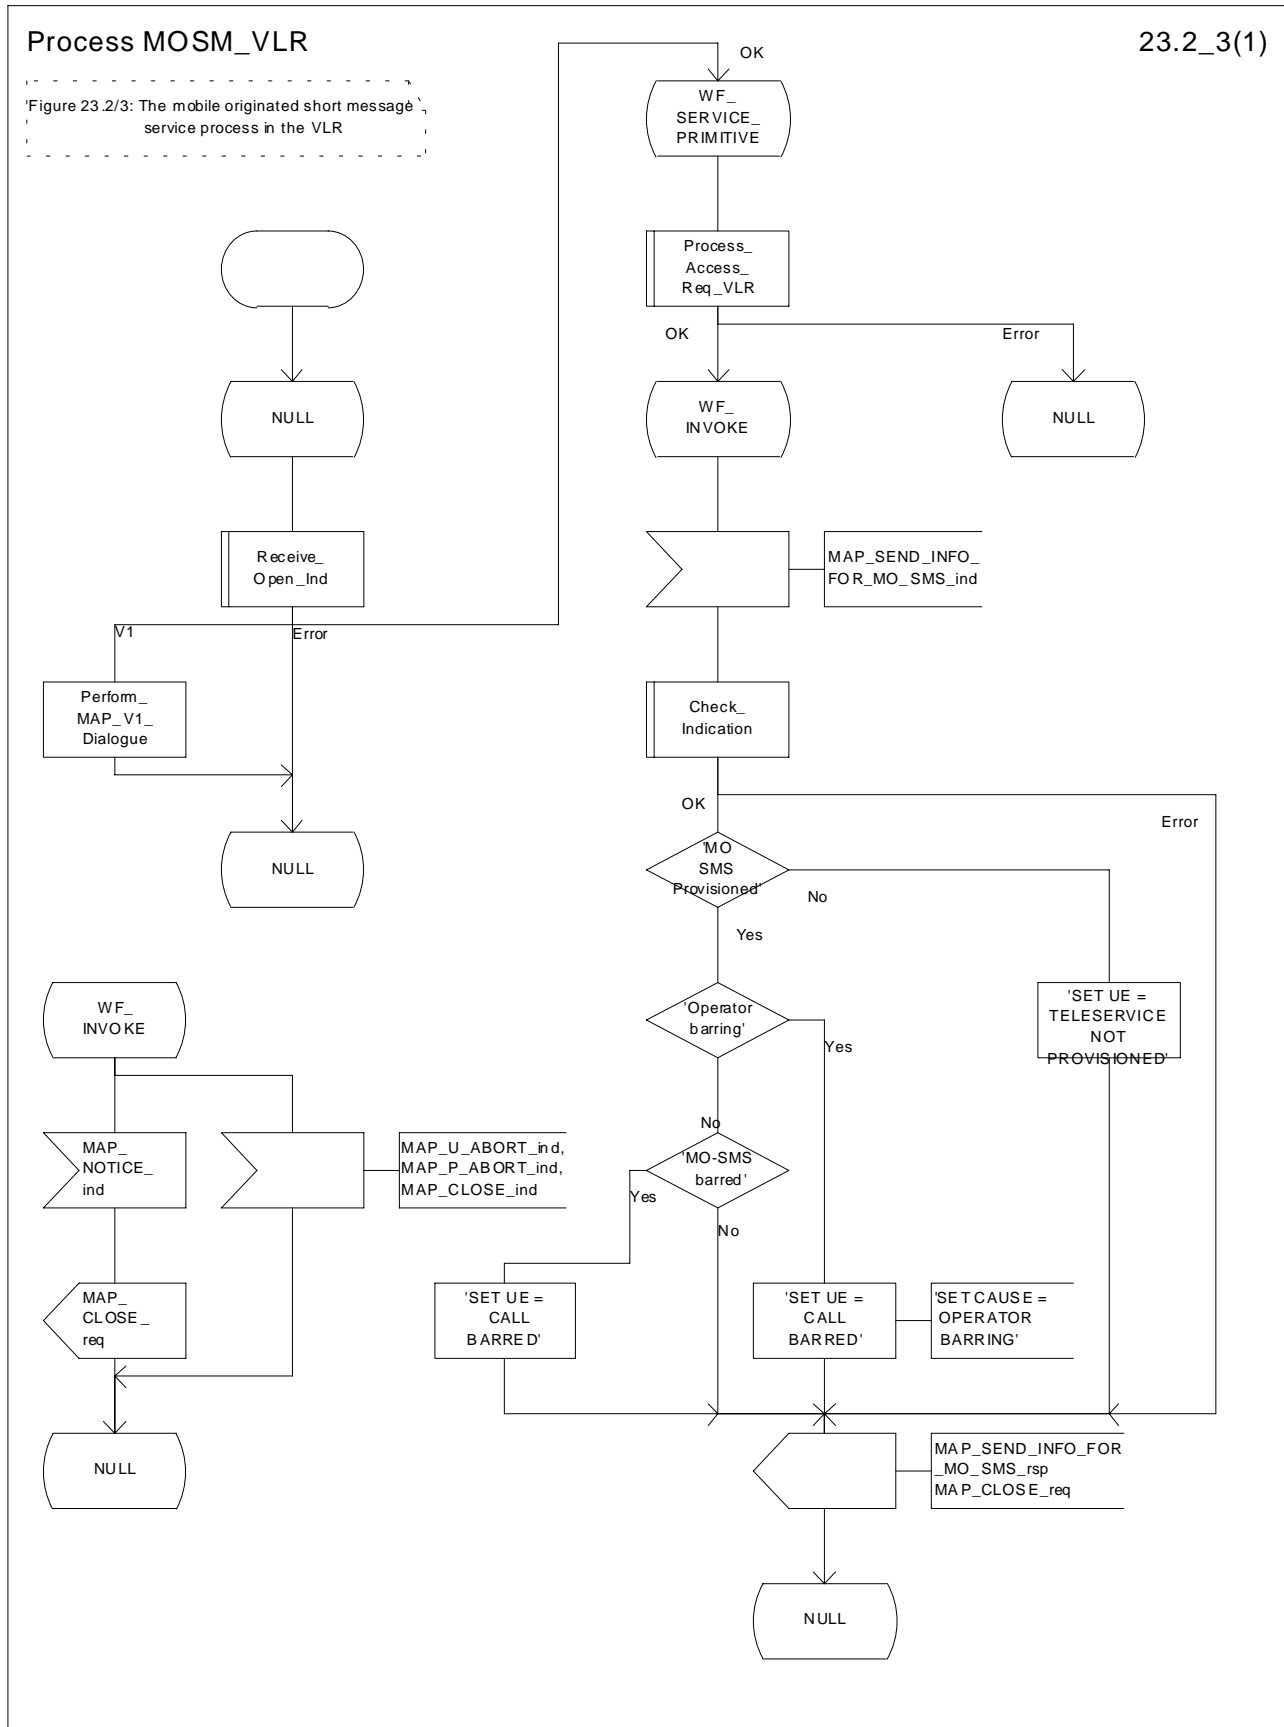 Process MOSM_VLR
23.2_3(1)
'Figure 23.2/3: The mobile originated short message
service process in the VLR
OK
WF_
SERVICE_
PRIMITIVE
Process_
Access_
Req_VLR
OK
Error
NULL
WF_
INVOKE
NULL
Receive_
Open_Ind
MAP_SEND_INFO_
FOR_MO_SMS_ind
V1
Error
Perform_
MAP_V1_
Dialogue
Check_
Indication
OK
Error
NULL
'MO
SMS
Provisioned'
No
Yes
WF_
INVOKE
'Operator
barring'
Yes
'SET UE =
TELESERVICE
NOT
PROVISIONED'
No
MAP_
NOTICE_
ind
MAP_U_ABORT_ind,
MAP_P_ABORT_ind,
MAP_CLOSE_ind
'MO-SMS
barred'
Yes
No
MAP_
CLOSE_
req
'SET UE =
CALL
BARRED'
'SET UE =
CALL
BARRED'
'SET CAUSE =
OPERATOR
BARRING'
NULL
MAP_SEND_INFO_FOR
_MO_SMS_rsp
MAP_CLOSE_req
NULL